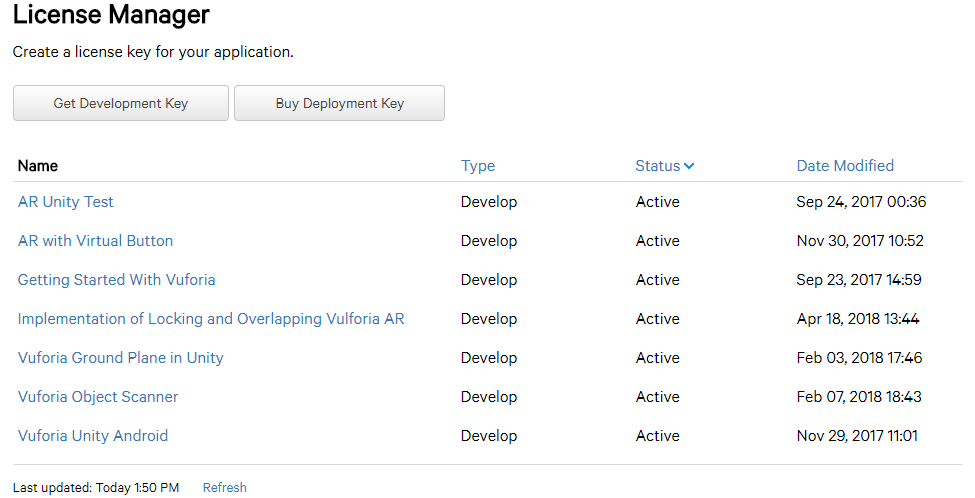 License Manager
Create a license key for your application.
Get Development Key Buy Deployment Key
Name Type Status Date Modified
AR Unity Test Develop Active Sep 24, 2017 00:36
AR with Virtual Button Develop Active Nov 30, 2017 10:52
Getting Started With Vuforia Develop Active Sep 23, 2017 14:59
Implementation of Locking and Overlapping Vulforia AR Develop Active Apr 18, 2018 13:44
Vuforia Ground Plane in Unity Develop Active Feb 03, 2018 17:46
Vuforia Object Scanner Develop Active Feb 07, 2018 18:43
Vuforia Unity Android Develop Active Nov 29, 2017 11:01
Last updated: Today 1:50 PM Refresh